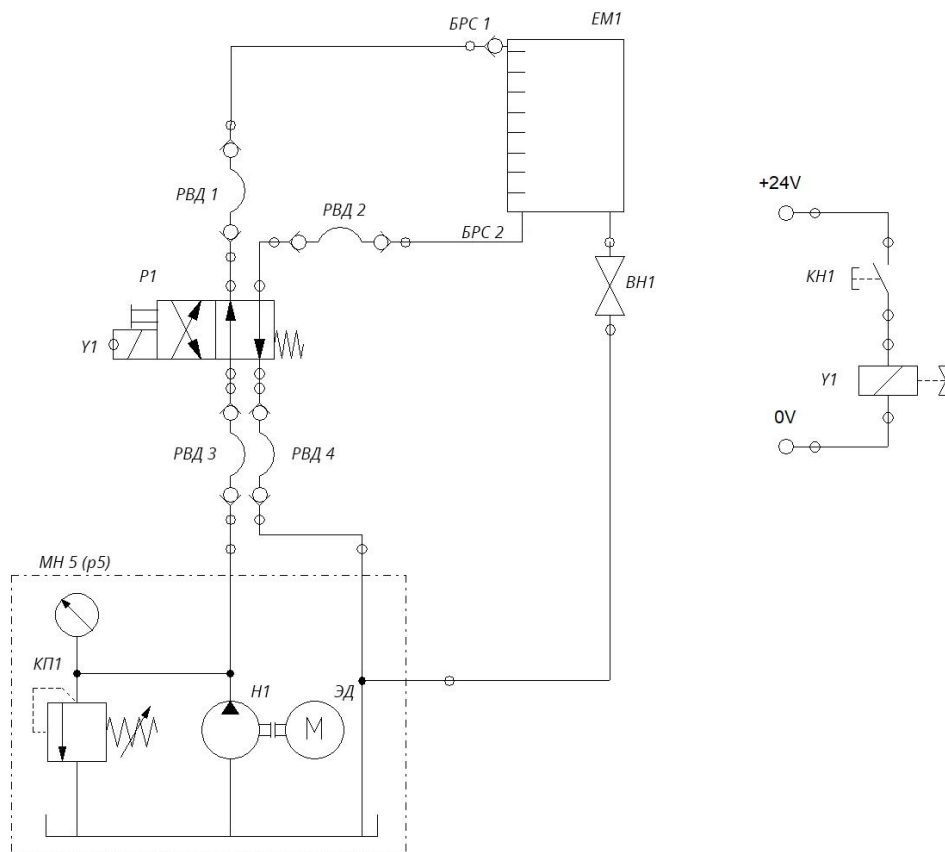 БРС 1
ЕМ1
РВД 1
РВД 2
БРС 2
+24V
Р1
ВН1
КН1
Y1
Y1
0V
РВД 3
РВД 4
МН 5 (р5)
КП1
Н1
ЭД
М